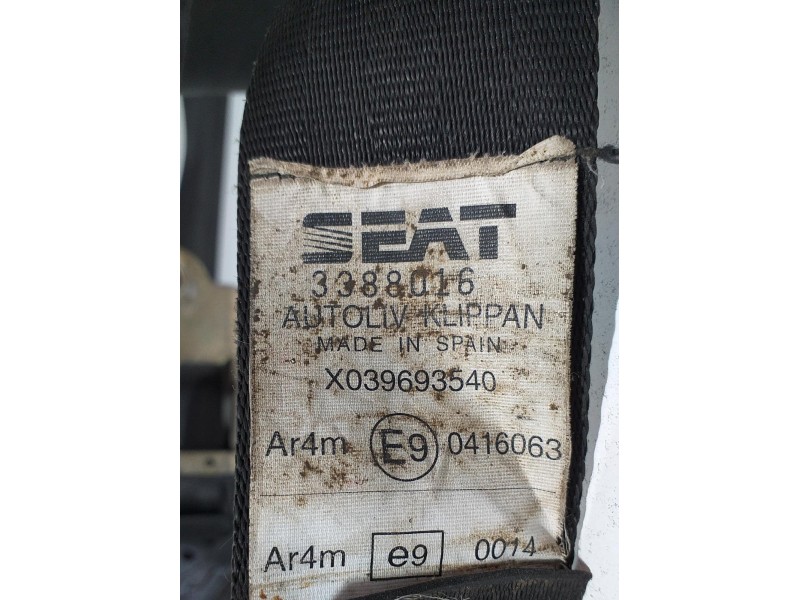 SEAT
3388016
AUTOLIV KLIPPAN
MADE IN SPAIN
X039693540
Ar4m E9 0416063
Ar4m e9 0014